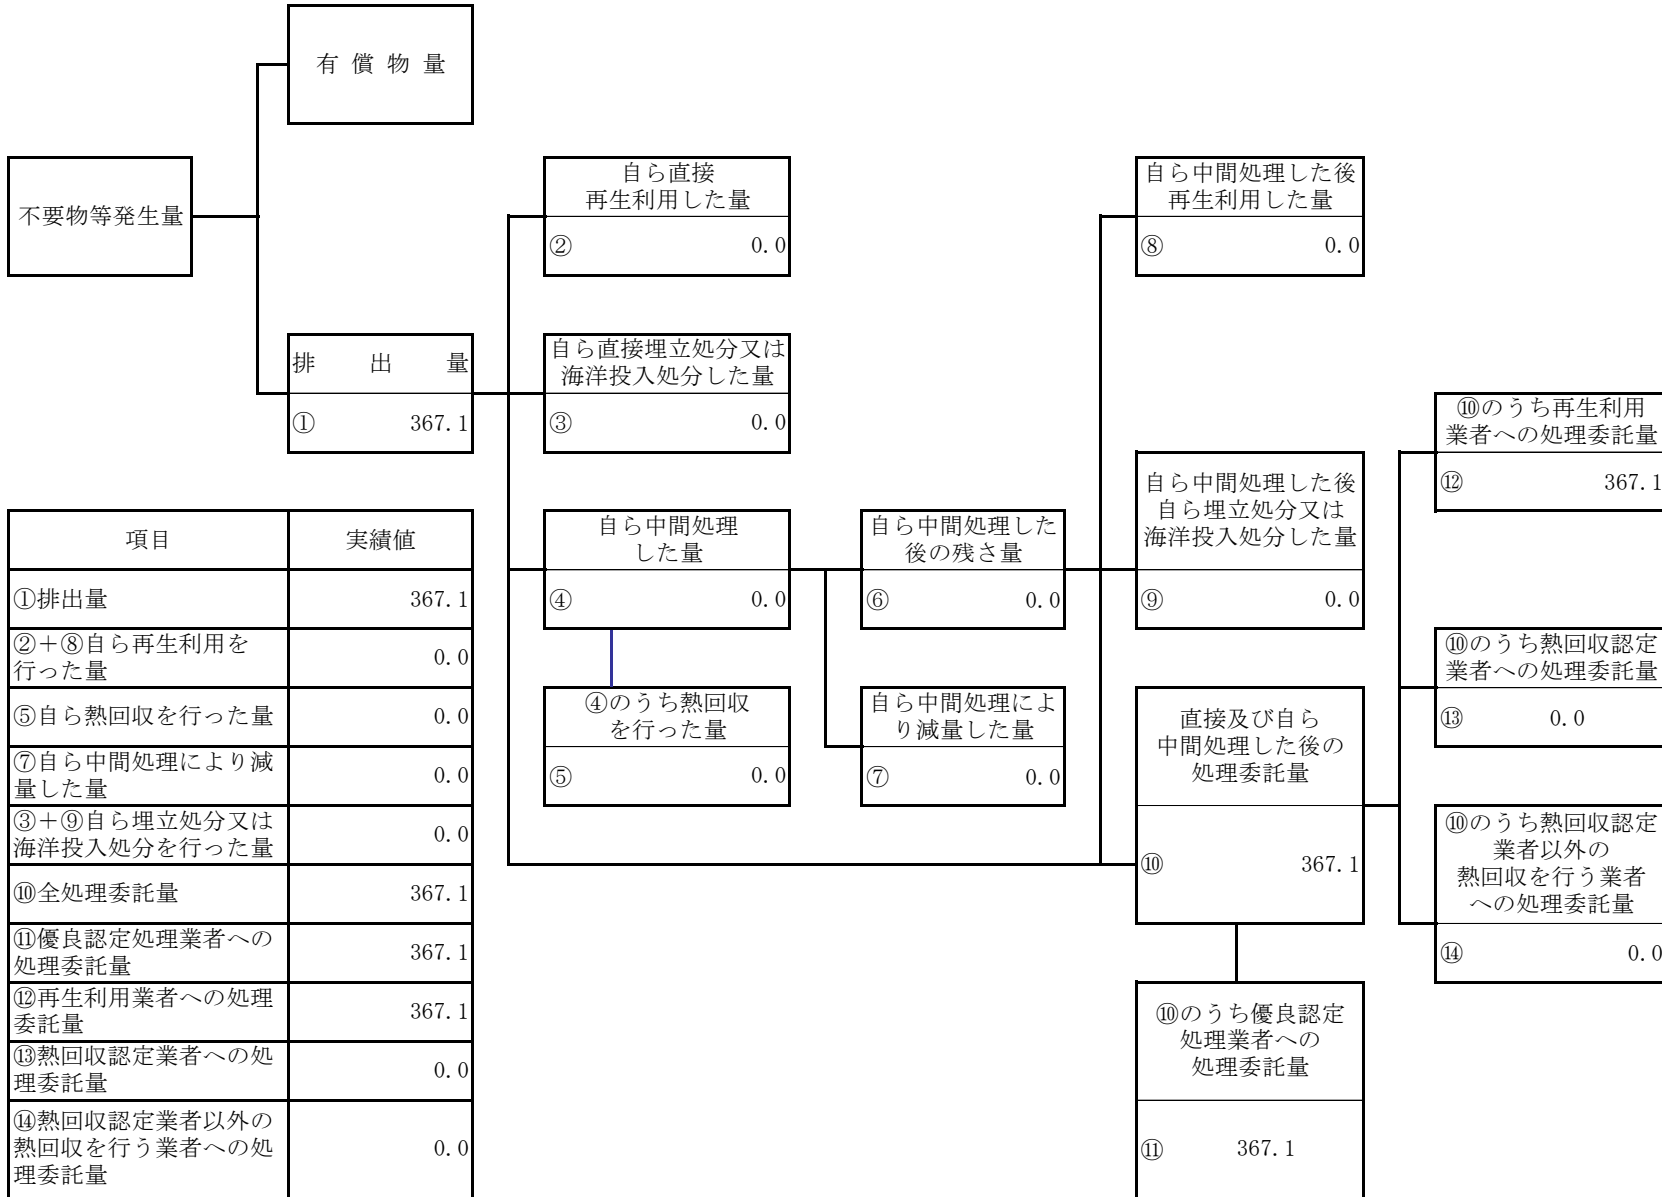 有 償 物 量
不要物等発生量
自ら直接
再生利用した量
② 0.0
自ら中間処理した後
再生利用した量
⑧ 0.0
排 出 量
① 367.1
自ら直接埋立処分又は
海洋投入処分した量
③ 0.0
⑩のうち再生利用
業者への処理委託量
⑫ 367.1
自ら中間処理した後
自ら埋立処分又は
海洋投入処分した量
⑨ 0.0
自ら中間処理
した量
④ 0.0
自ら中間処理した
後の残さ量
⑥ 0.0
⑩のうち熱回収認定
業者への処理委託量
⑬ 0.0
④のうち熱回収
を行った量
⑤ 0.0
自ら中間処理によ
り減量した量
⑦ 0.0
直接及び自ら
中間処理した後の
処理委託量
⑩ 367.1
⑩のうち熱回収認定
業者以外の
熱回収を行う業者
への処理委託量
⑭ 0.0
⑩のうち優良認定
処理業者への
処理委託量
⑪ 367.1
項目 実績値
①排出量 367.1
②+⑧自ら再生利用を
行った量 0.0
⑤自ら熱回収を行った量 0.0
⑦自ら中間処理により減
量した量 0.0
③+⑨自ら埋立処分又は
海洋投入処分を行った量 0.0
⑩全処理委託量 367.1
⑪優良認定処理業者への
処理委託量 367.1
⑫再生利用業者への処理
委託量 367.1
⑬熱回収認定業者への処
理委託量 0.0
⑭熱回収認定業者以外の
熱回収を行う業者への処 0.0
理委託量